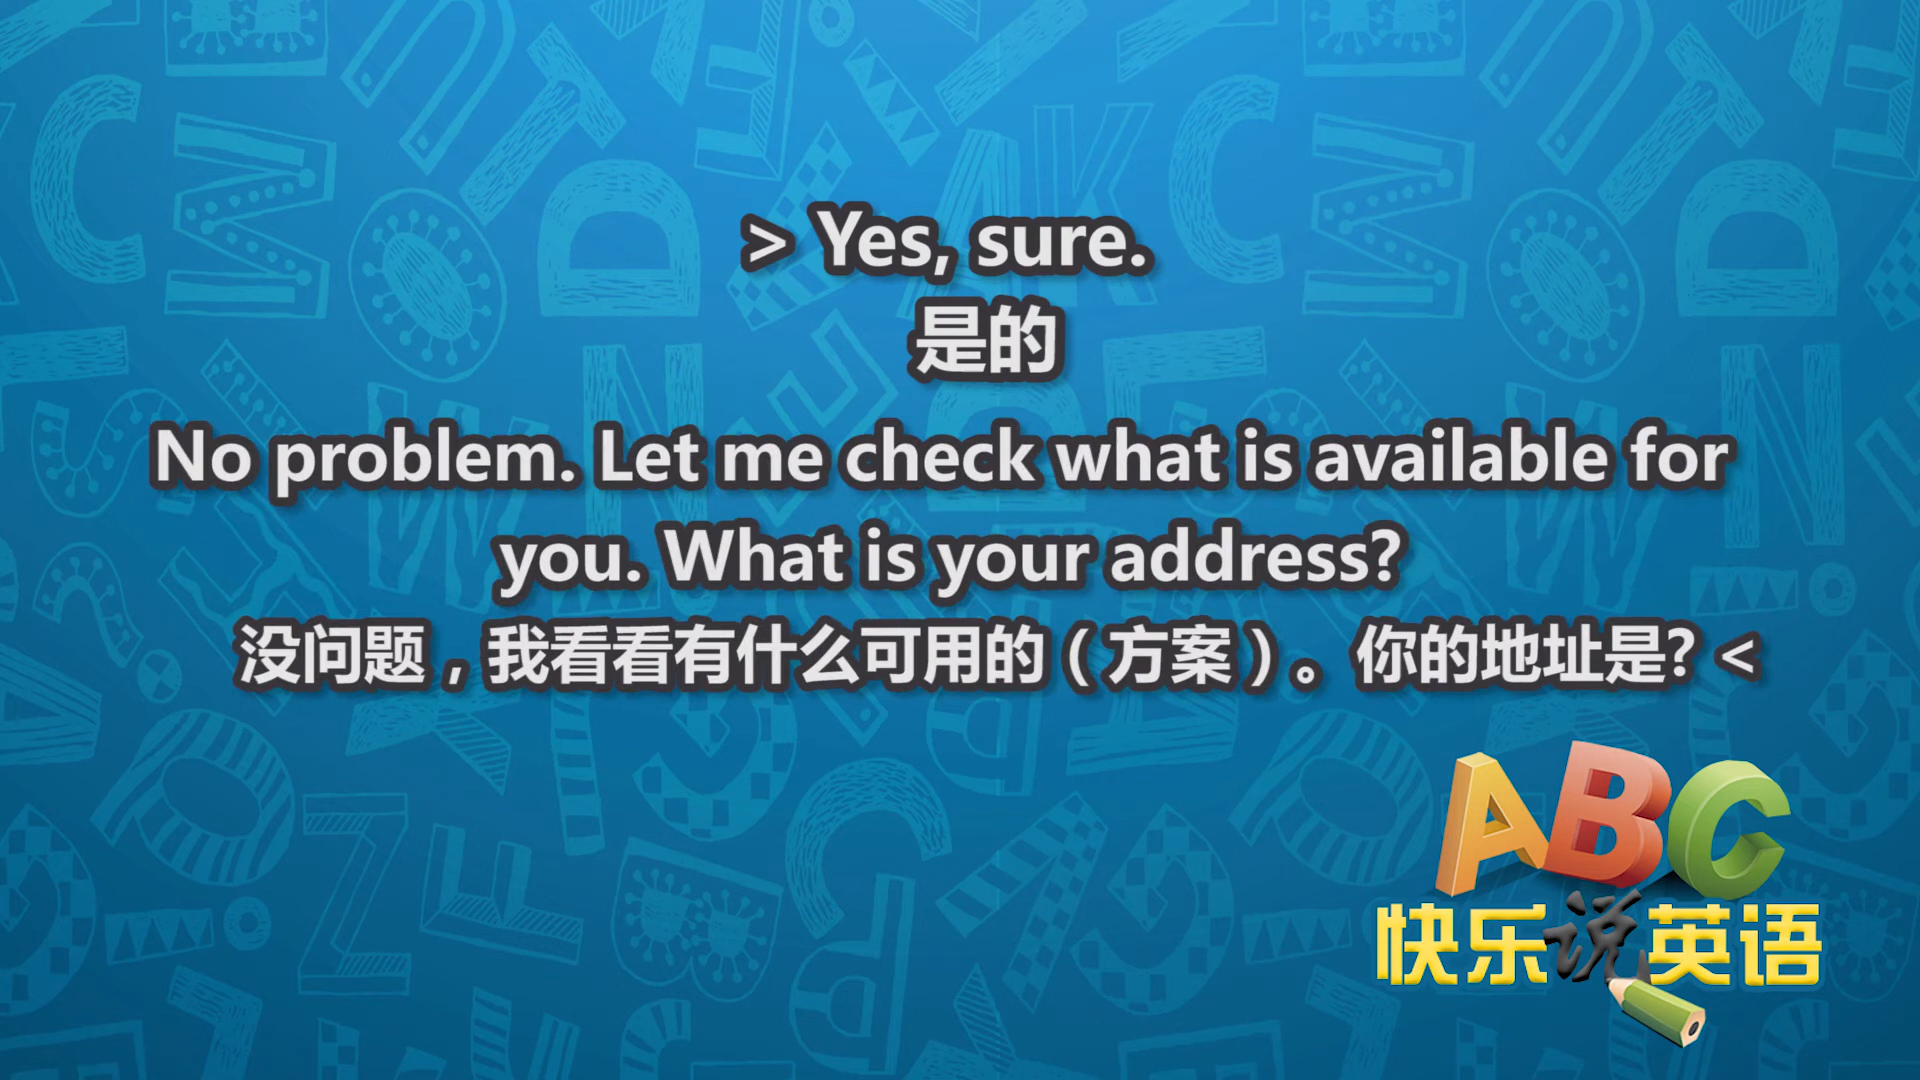 > Yes, sure.
是的
No problem. Let me check what is available for
you. What is your address?
没问题，我看看有什么可用的（方案）。你的地址是? <
ABC
快乐说英语